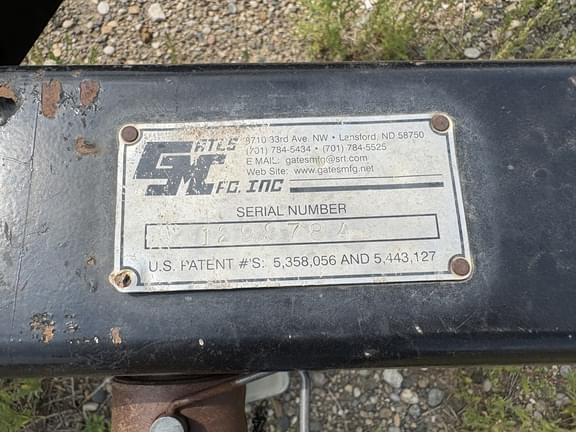 GATES
MFG. INC
8710 33rd Ave. NW • Lansford, ND 58750
(701) 784-5434 • (701) 784-5525
E MAIL: gatesmfg@srt.com
Web Site: www.gatesmfg.net
SERIAL NUMBER
U.S. PATENT #'S: 5,358,056 AND 5,443,127